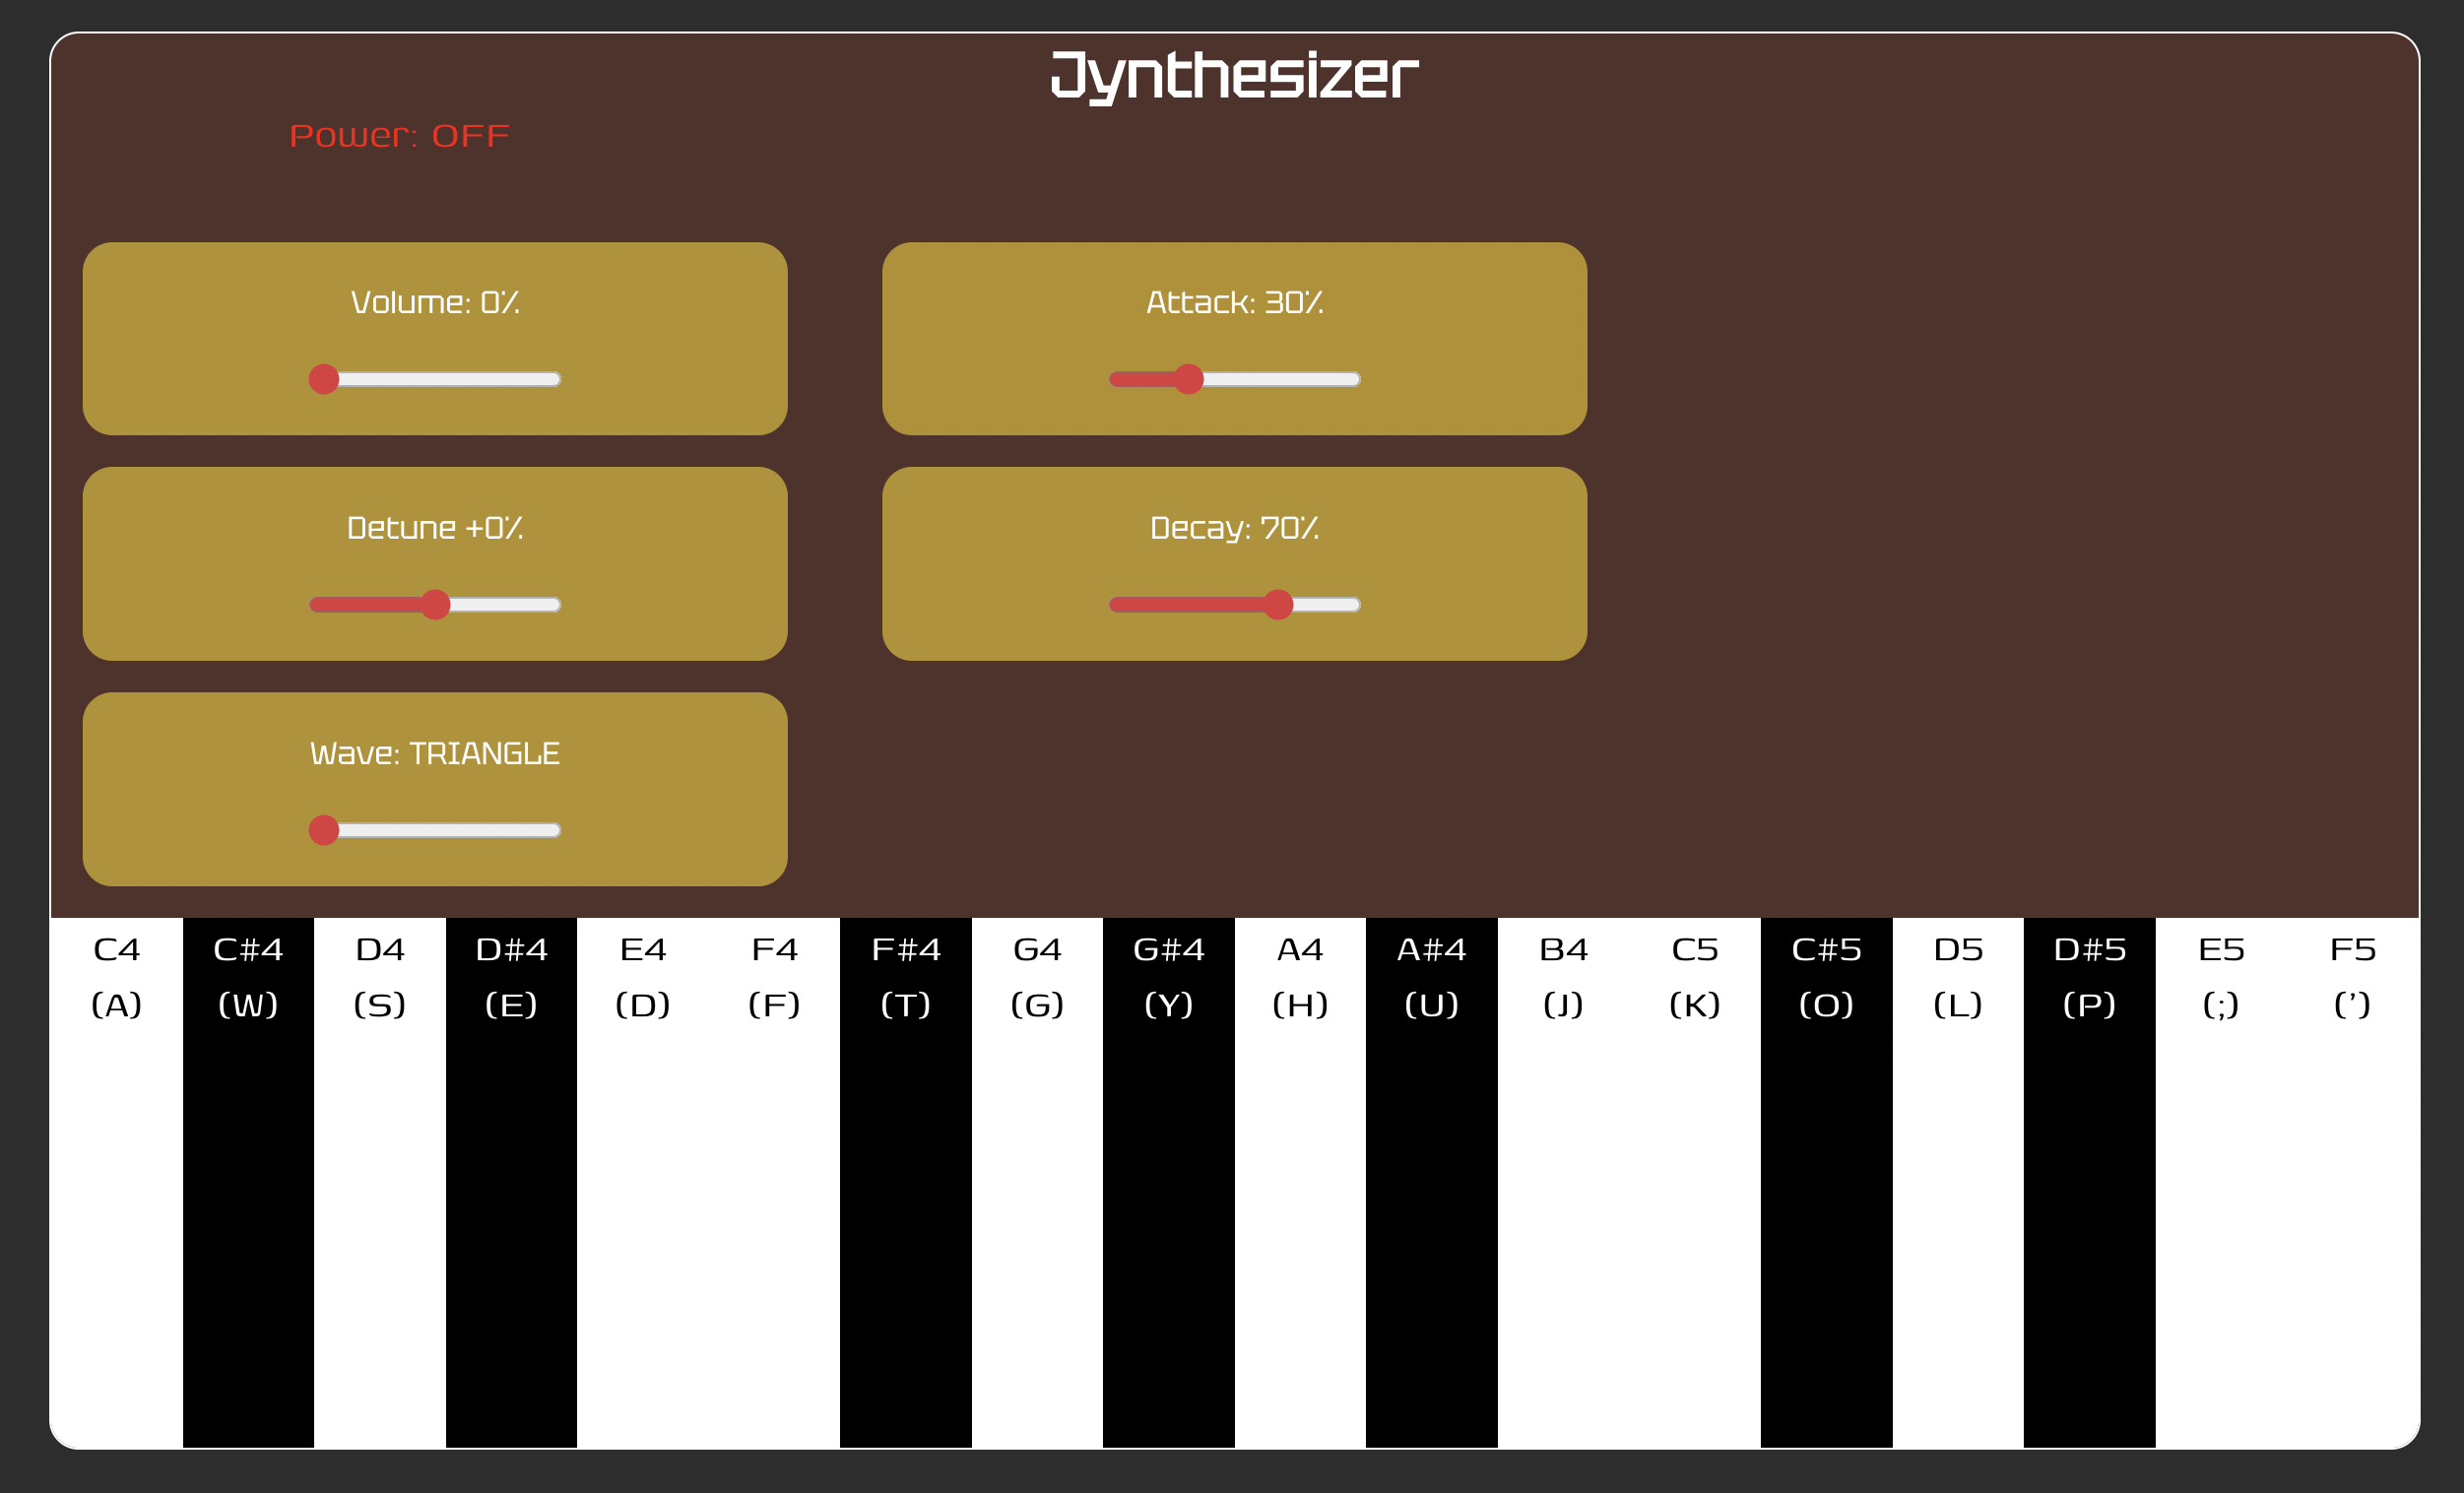 Jynthesizer
Power: OFF
Volume: 0%
Attack: 30%
Detune +0%
Decay: 70%
Wave: TRIANGLE
C4 C#4 D4 D#4 E4 F4 F#4 G4 G#4 A4 A#4 B4 C5 C#5 D5 D#5 E5 F5
(A) (W) (S) (E) (D) (F) (T) (G) (Y) (H) (U) (J) (K) (O) (L) (P) (;) (')